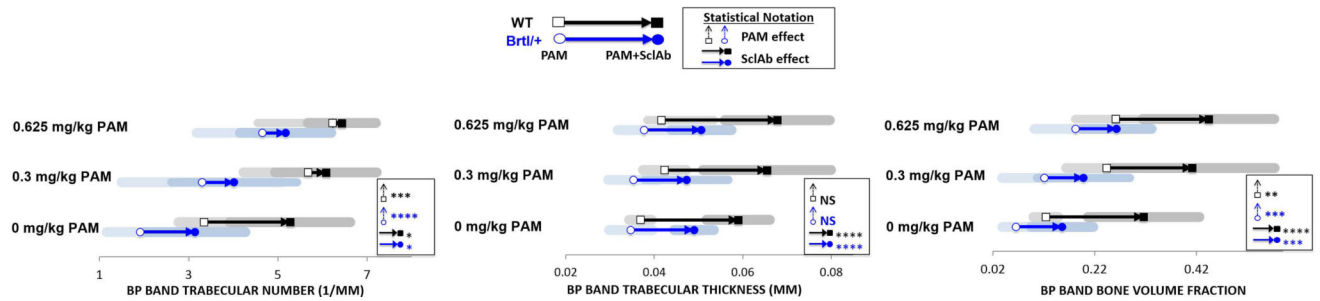 WT
Brtl/+
PAM
PAM+SclAb
Statistical Notation
PAM effect
SclAb effect
0.625 mg/kg PAM
0.3 mg/kg PAM
0 mg/kg PAM
***
****
*
*
1 3 5 7
BP BAND TRABECULAR NUMBER (1/MM)
0.625 mg/kg PAM
0.3 mg/kg PAM
0 mg/kg PAM
NS
NS
****
****
0.02 0.04 0.06 0.08
BP BAND TRABECULAR THICKNESS (MM)
0.625 mg/kg PAM
0.3 mg/kg PAM
0 mg/kg PAM
**
***
****
***
0.02 0.22 0.42
BP BAND BONE VOLUME FRACTION